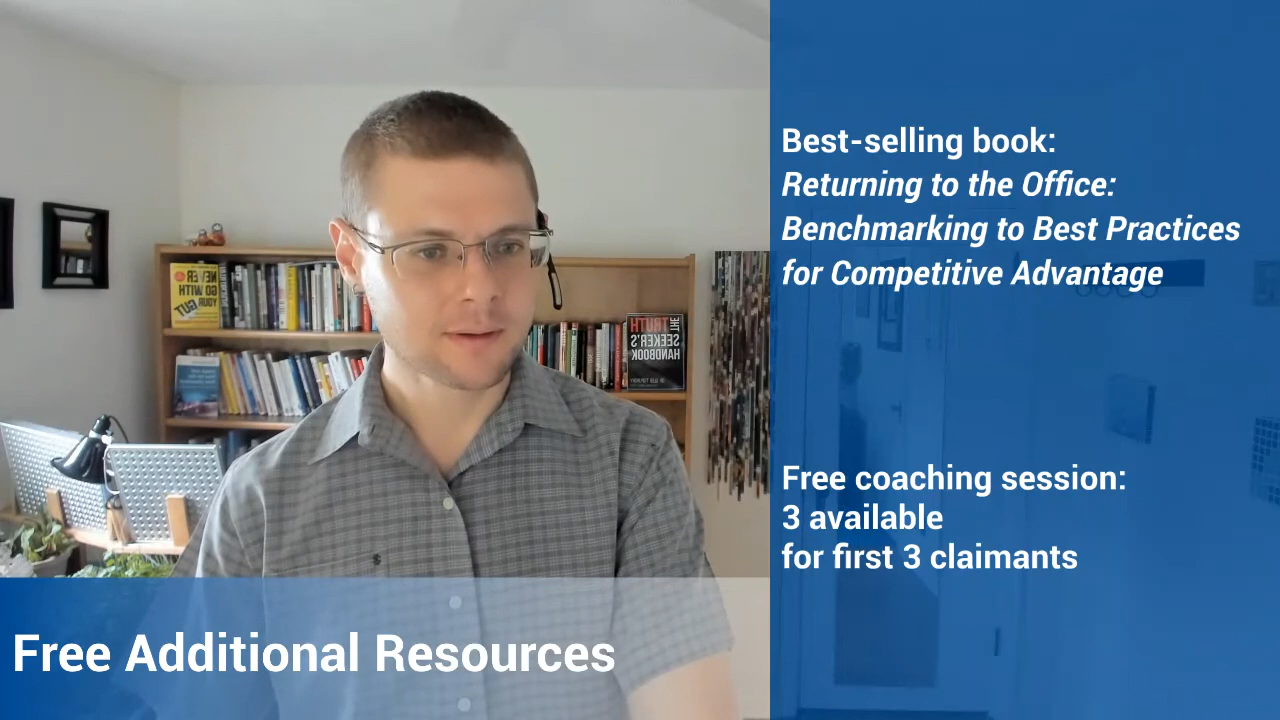 Best-selling book:
Returning to the Office:
Benchmarking to Best Practices
for Competitive Advantage
Free coaching session:
3 available
for first 3 claimants
Free Additional Resources
NEVER
GO WITH
YOUR
GUT
THE
TRUTH
SEEKER'S
HANDBOOK